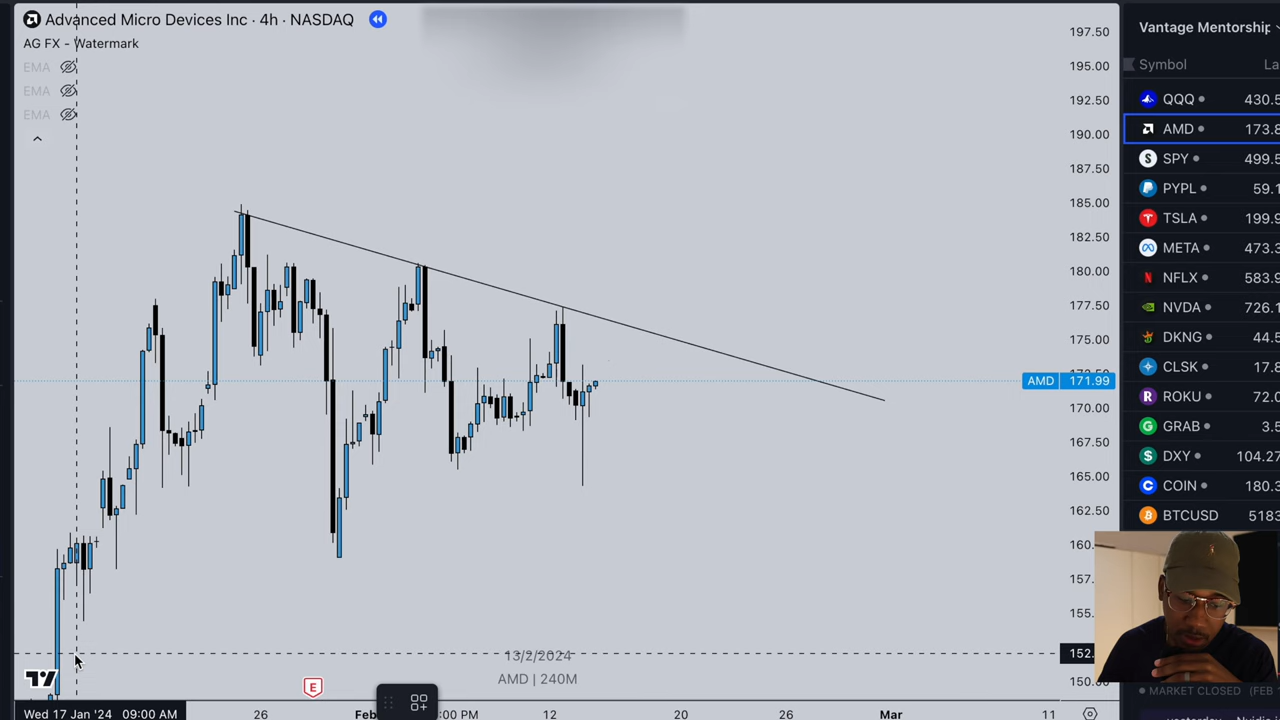 Advanced Micro Devices Inc · 4h · NASDAQ
AG FX - Watermark
EMA
EMA
EMA
197.50
195.00
192.50
190.00
187.50
185.00
182.50
180.00
177.50
175.00
AMD 171.99
170.00
167.50
165.00
162.50
160.
157.
155.
152.
150.
13/2/2024
AMD | 240M
E
Wed 17 Jan '24 09:00 AM
26
Feb
:00 PM
12
20
26
Mar
11
Vantage Mentorship
Symbol La
QQQ 430.5
AMD 173.8
S SPY 499.5
PYPL 59.1
TSLA 199.9
META 473.3
N NFLX 583.9
NVDA 726.1
DKNG 44.5
CLSK 17.8
R ROKU 72.0
G GRAB 3.5
$ DXY 104.27
C COIN 180.3
BTCUSD 5183
MARKET CLOSED (FEB